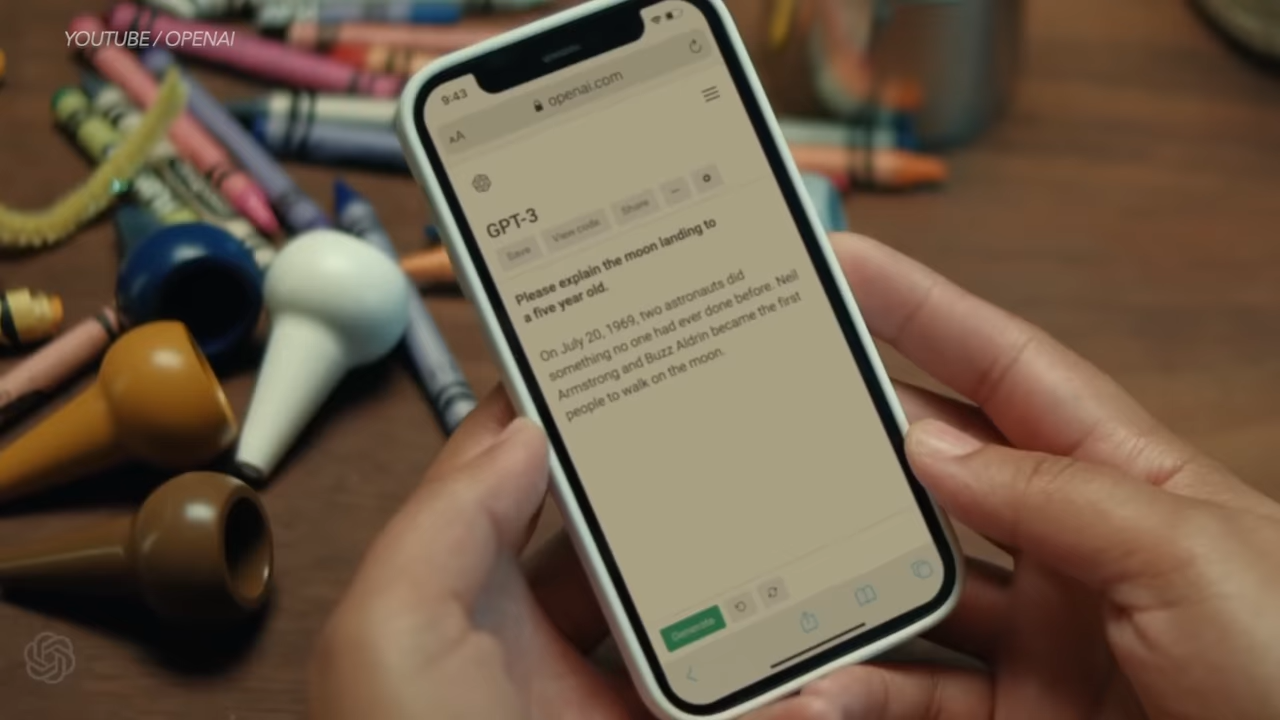 YOUTUBE / OPENAI
9:43
AA
openai.com
GPT-3
Save
View code
Share
...
Please explain the moon landing to
a five year old.
On July 20, 1969, two astronauts did
something no one had ever done before. Neil
Armstrong and Buzz Aldrin became the first
people to walk on the moon.
Generate